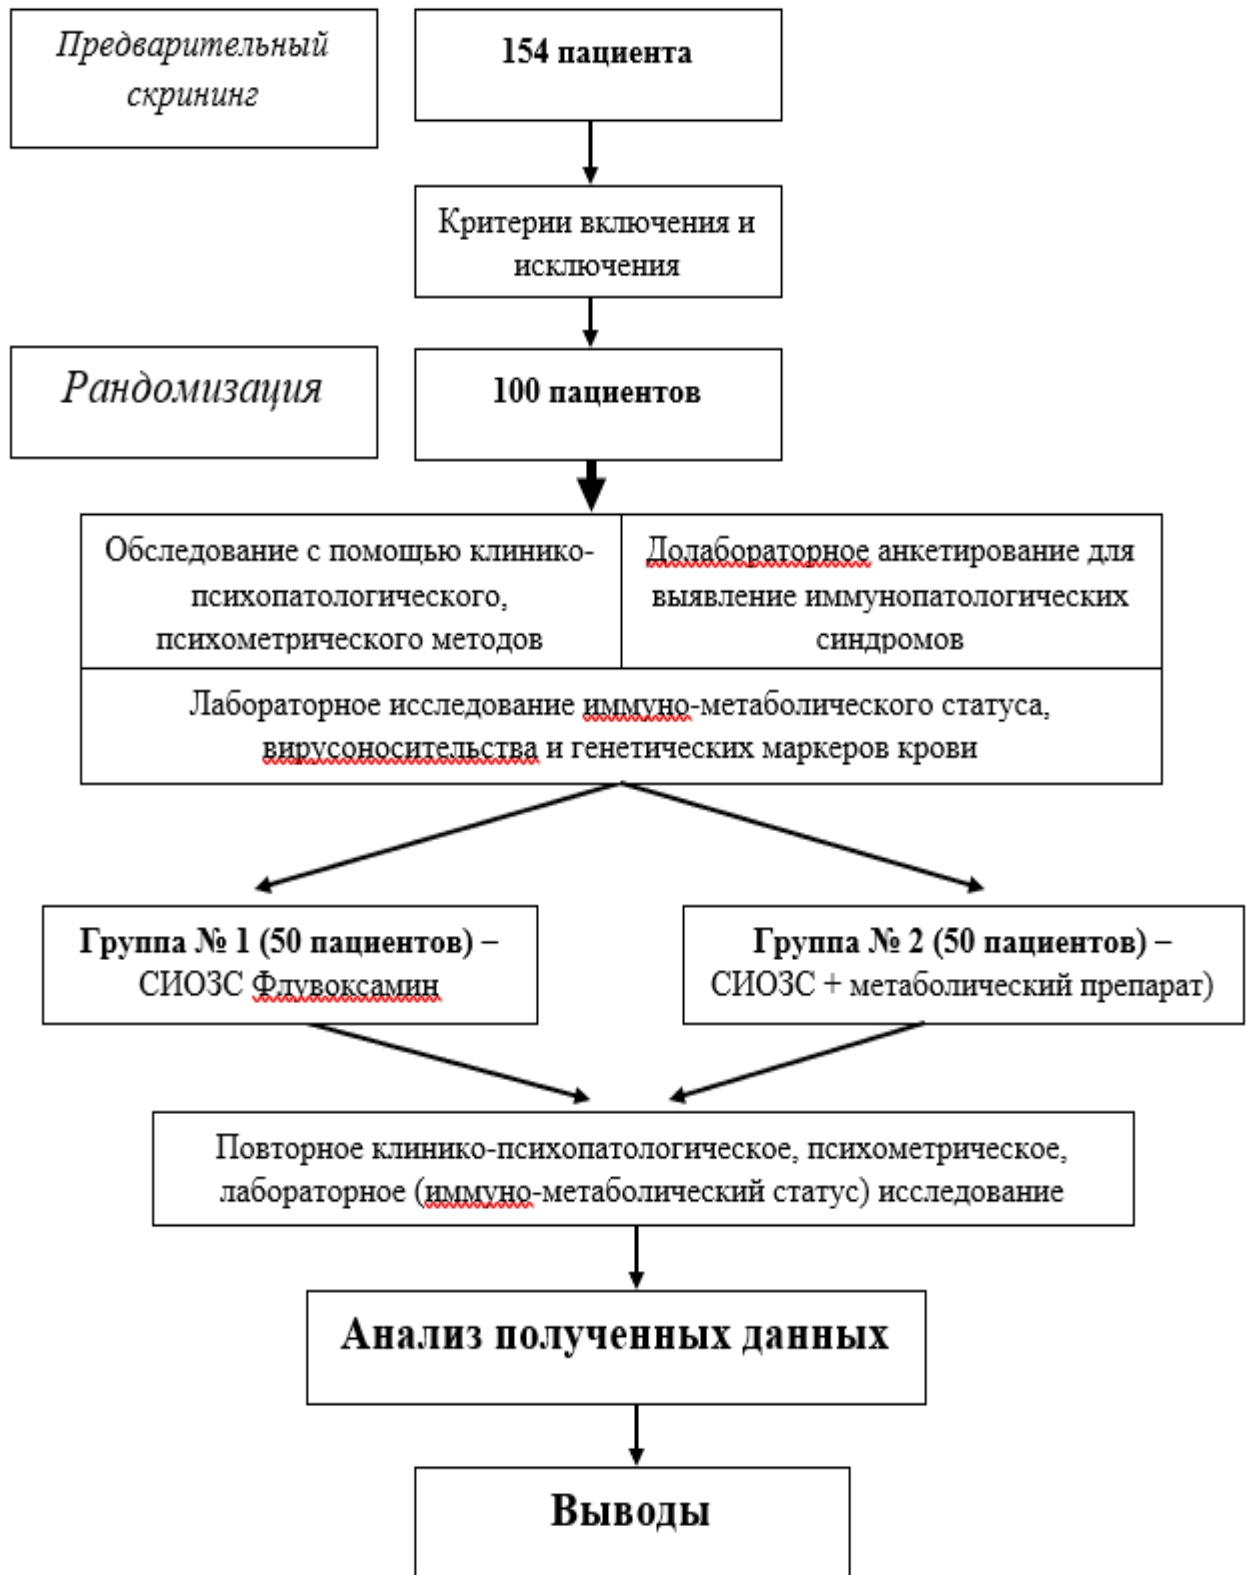 Предварительный
скрининг
154 пациента
Критерии включения и
исключения
Рандомизация
100 пациентов
Обследование с помощью клинико-
психопатологического,
психометрического методов
Долабораторное анкетирование для
выявление иммунопатологических
синдромов
Лабораторное исследование иммуно-метаболического статуса,
вирусоносительства и генетических маркеров крови
Группа № 1 (50 пациентов) –
СИОЗС Флувоксамин
Группа № 2 (50 пациентов) –
СИОЗС + метаболический препарат)
Повторное клинико-психопатологическое, психометрическое,
лабораторное (иммуно-метаболический статус) исследование
Анализ полученных данных
Выводы